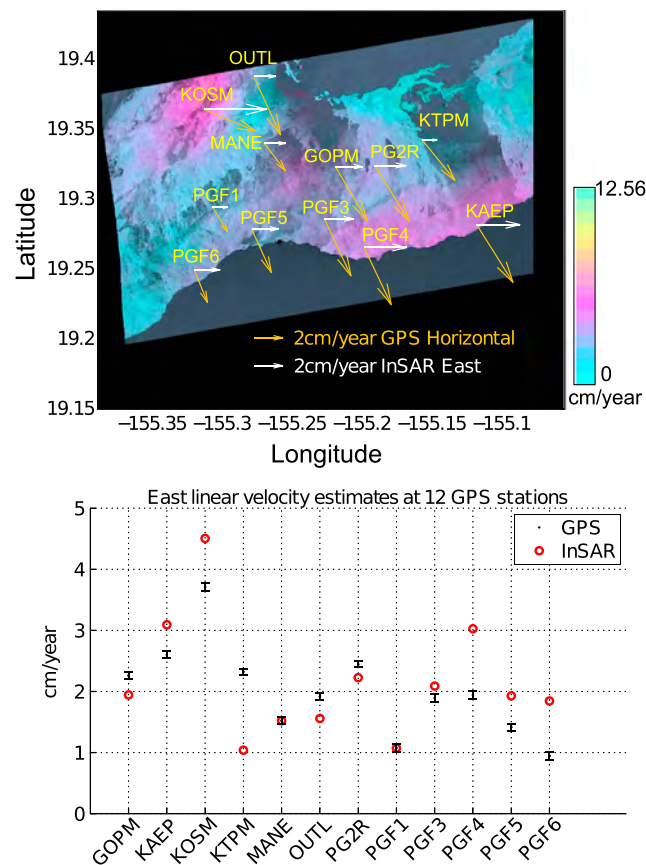 19.4
19.35
19.3
19.25
19.2
19.15
Latitude
OUTL
KOSM
KTPM
MANE
GOPM
PG2R
PGF1
PGF5
PGF3
KAEP
PGF4
PGF6
2cm/year GPS Horizontal
2cm/year InSAR East
12.56
0
cm/year
−155.35
−155.3
−155.25
−155.2
−155.15
−155.1
Longitude
East linear velocity estimates at 12 GPS stations
5
4
3
2
1
0
cm/year
GPS
InSAR
GOPM
KAEP
KOSM
KTPM
MANE
OUTL
PG2R
PGF1
PGF3
PGF4
PGF5
PGF6